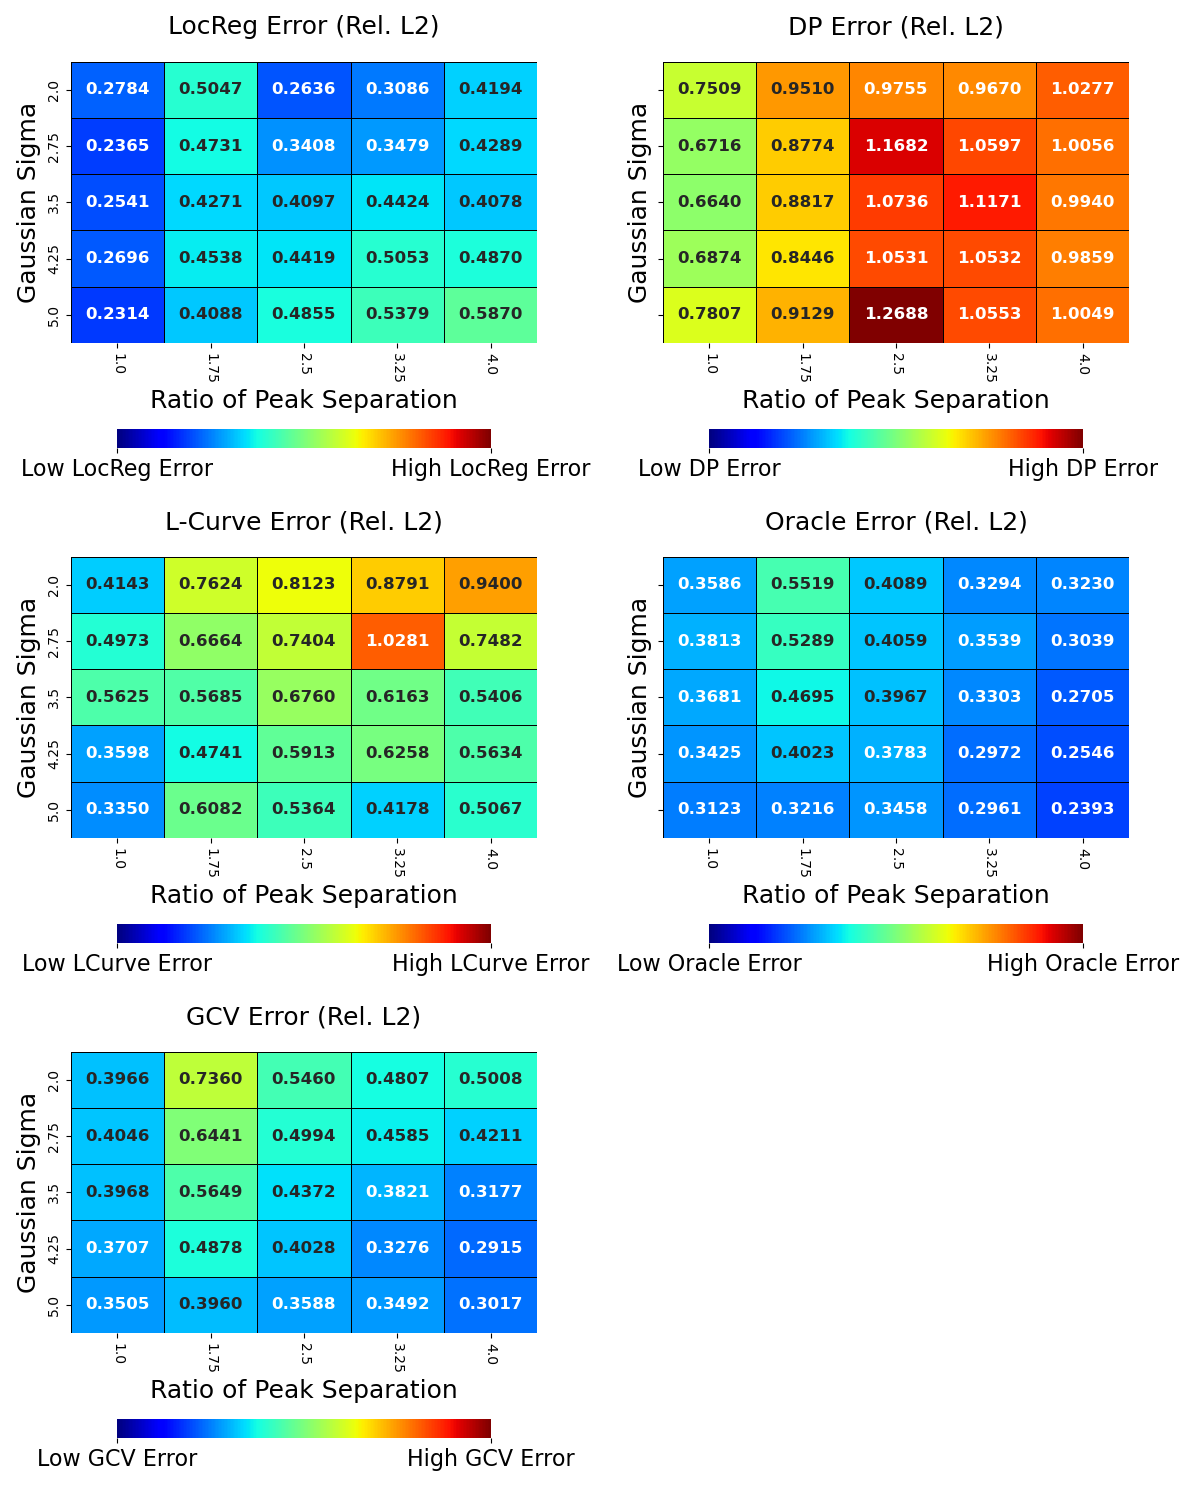 LocReg Error (Rel. L2)
Gaussian Sigma
2.0 0.2784 0.5047 0.2636 0.3086 0.4194
2.75 0.2365 0.4731 0.3408 0.3479 0.4289
3.5 0.2541 0.4271 0.4097 0.4424 0.4078
4.25 0.2696 0.4538 0.4419 0.5053 0.4870
5.0 0.2314 0.4088 0.4855 0.5379 0.5870
1.0 1.75 2.5 3.25 4.0
Ratio of Peak Separation
Low LocReg Error High LocReg Error
DP Error (Rel. L2)
Gaussian Sigma
0.7509 0.9510 0.9755 0.9670 1.0277
0.6716 0.8774 1.1682 1.0597 1.0056
0.6640 0.8817 1.0736 1.1171 0.9940
0.6874 0.8446 1.0531 1.0532 0.9859
0.7807 0.9129 1.2688 1.0553 1.0049
1.0 1.75 2.5 3.25 4.0
Ratio of Peak Separation
Low DP Error High DP Error
L-Curve Error (Rel. L2)
Gaussian Sigma
2.0 0.4143 0.7624 0.8123 0.8791 0.9400
2.75 0.4973 0.6664 0.7404 1.0281 0.7482
3.5 0.5625 0.5685 0.6760 0.6163 0.5406
4.25 0.3598 0.4741 0.5913 0.6258 0.5634
5.0 0.3350 0.6082 0.5364 0.4178 0.5067
1.0 1.75 2.5 3.25 4.0
Ratio of Peak Separation
Low LCurve Error High LCurve Error
Oracle Error (Rel. L2)
Gaussian Sigma
0.3586 0.5519 0.4089 0.3294 0.3230
0.3813 0.5289 0.4059 0.3539 0.3039
0.3681 0.4695 0.3967 0.3303 0.2705
0.3425 0.4023 0.3783 0.2972 0.2546
0.3123 0.3216 0.3458 0.2961 0.2393
1.0 1.75 2.5 3.25 4.0
Ratio of Peak Separation
Low Oracle Error High Oracle Error
GCV Error (Rel. L2)
Gaussian Sigma
2.0 0.3966 0.7360 0.5460 0.4807 0.5008
2.75 0.4046 0.6441 0.4994 0.4585 0.4211
3.5 0.3968 0.5649 0.4372 0.3821 0.3177
4.25 0.3707 0.4878 0.4028 0.3276 0.2915
5.0 0.3505 0.3960 0.3588 0.3492 0.3017
1.0 1.75 2.5 3.25 4.0
Ratio of Peak Separation
Low GCV Error High GCV Error